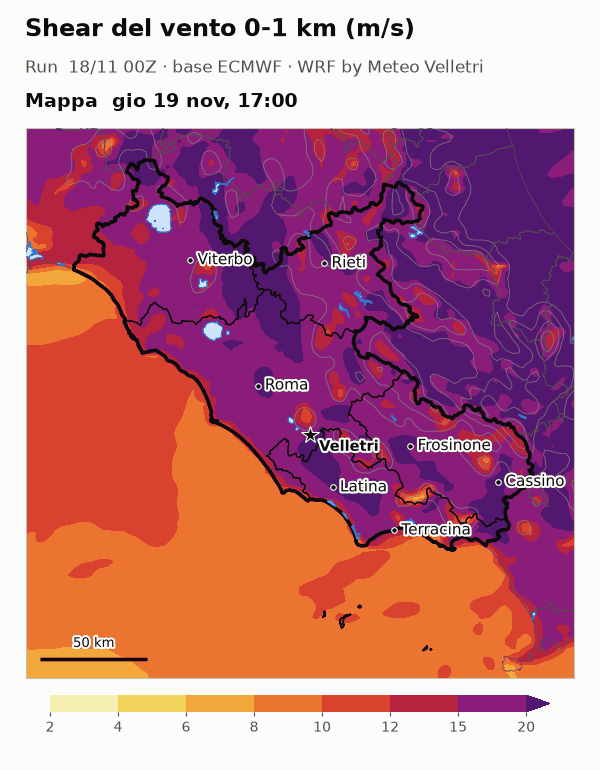 Shear del vento 0-1 km (m/s)
Run  18/11 00Z · base ECMWF · WRF by Meteo Velletri
Mappa  gio 19 nov, 17:00
Viterbo
Rieti
Roma
Velletri
Frosinone
Latina
Cassino
Terracina
50 km
2 4 6 8 10 12 15 20